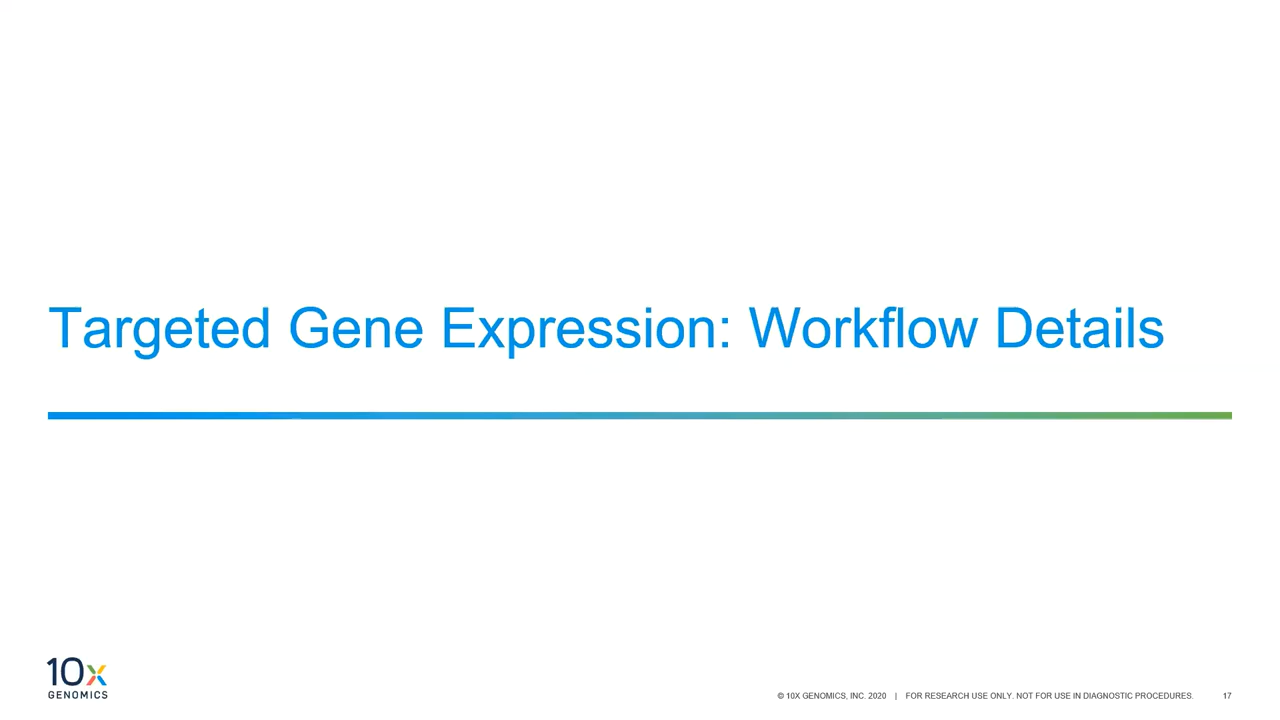 Targeted Gene Expression: Workflow Details
10x
GENOMICS
© 10X GENOMICS, INC. 2020 | FOR RESEARCH USE ONLY. NOT FOR USE IN DIAGNOSTIC PROCEDURES. 17